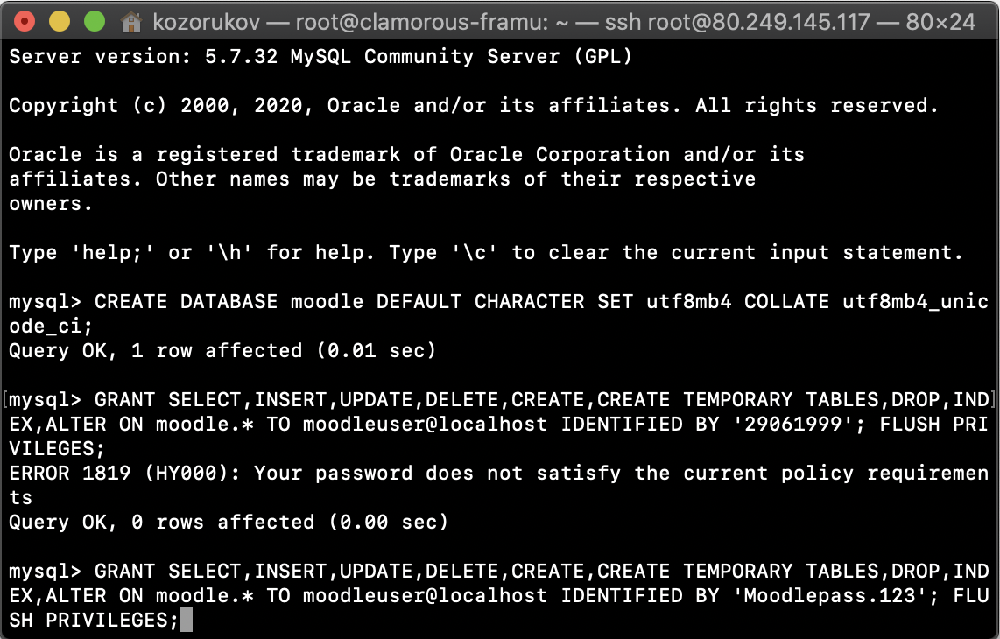 kozorukov — root@clamorous-framu: ~ — ssh root@80.249.145.117 — 80×24
Server version: 5.7.32 MySQL Community Server (GPL)
Copyright (c) 2000, 2020, Oracle and/or its affiliates. All rights reserved.
Oracle is a registered trademark of Oracle Corporation and/or its
affiliates. Other names may be trademarks of their respective
owners.
Type 'help;' or '\h' for help. Type '\c' to clear the current input statement.
mysql> CREATE DATABASE moodle DEFAULT CHARACTER SET utf8mb4 COLLATE utf8mb4_unic
ode_ci;
Query OK, 1 row affected (0.01 sec)
[mysql> GRANT SELECT,INSERT,UPDATE,DELETE,CREATE,CREATE TEMPORARY TABLES,DROP,IND]
EX,ALTER ON moodle.* TO moodleuser@localhost IDENTIFIED BY '29061999'; FLUSH PRI
VILEGES;
ERROR 1819 (HY000): Your password does not satisfy the current policy requiremen
ts
Query OK, 0 rows affected (0.00 sec)
mysql> GRANT SELECT,INSERT,UPDATE,DELETE,CREATE,CREATE TEMPORARY TABLES,DROP,IND
EX,ALTER ON moodle.* TO moodleuser@localhost IDENTIFIED BY 'Moodlepass.123'; FLU
SH PRIVILEGES;